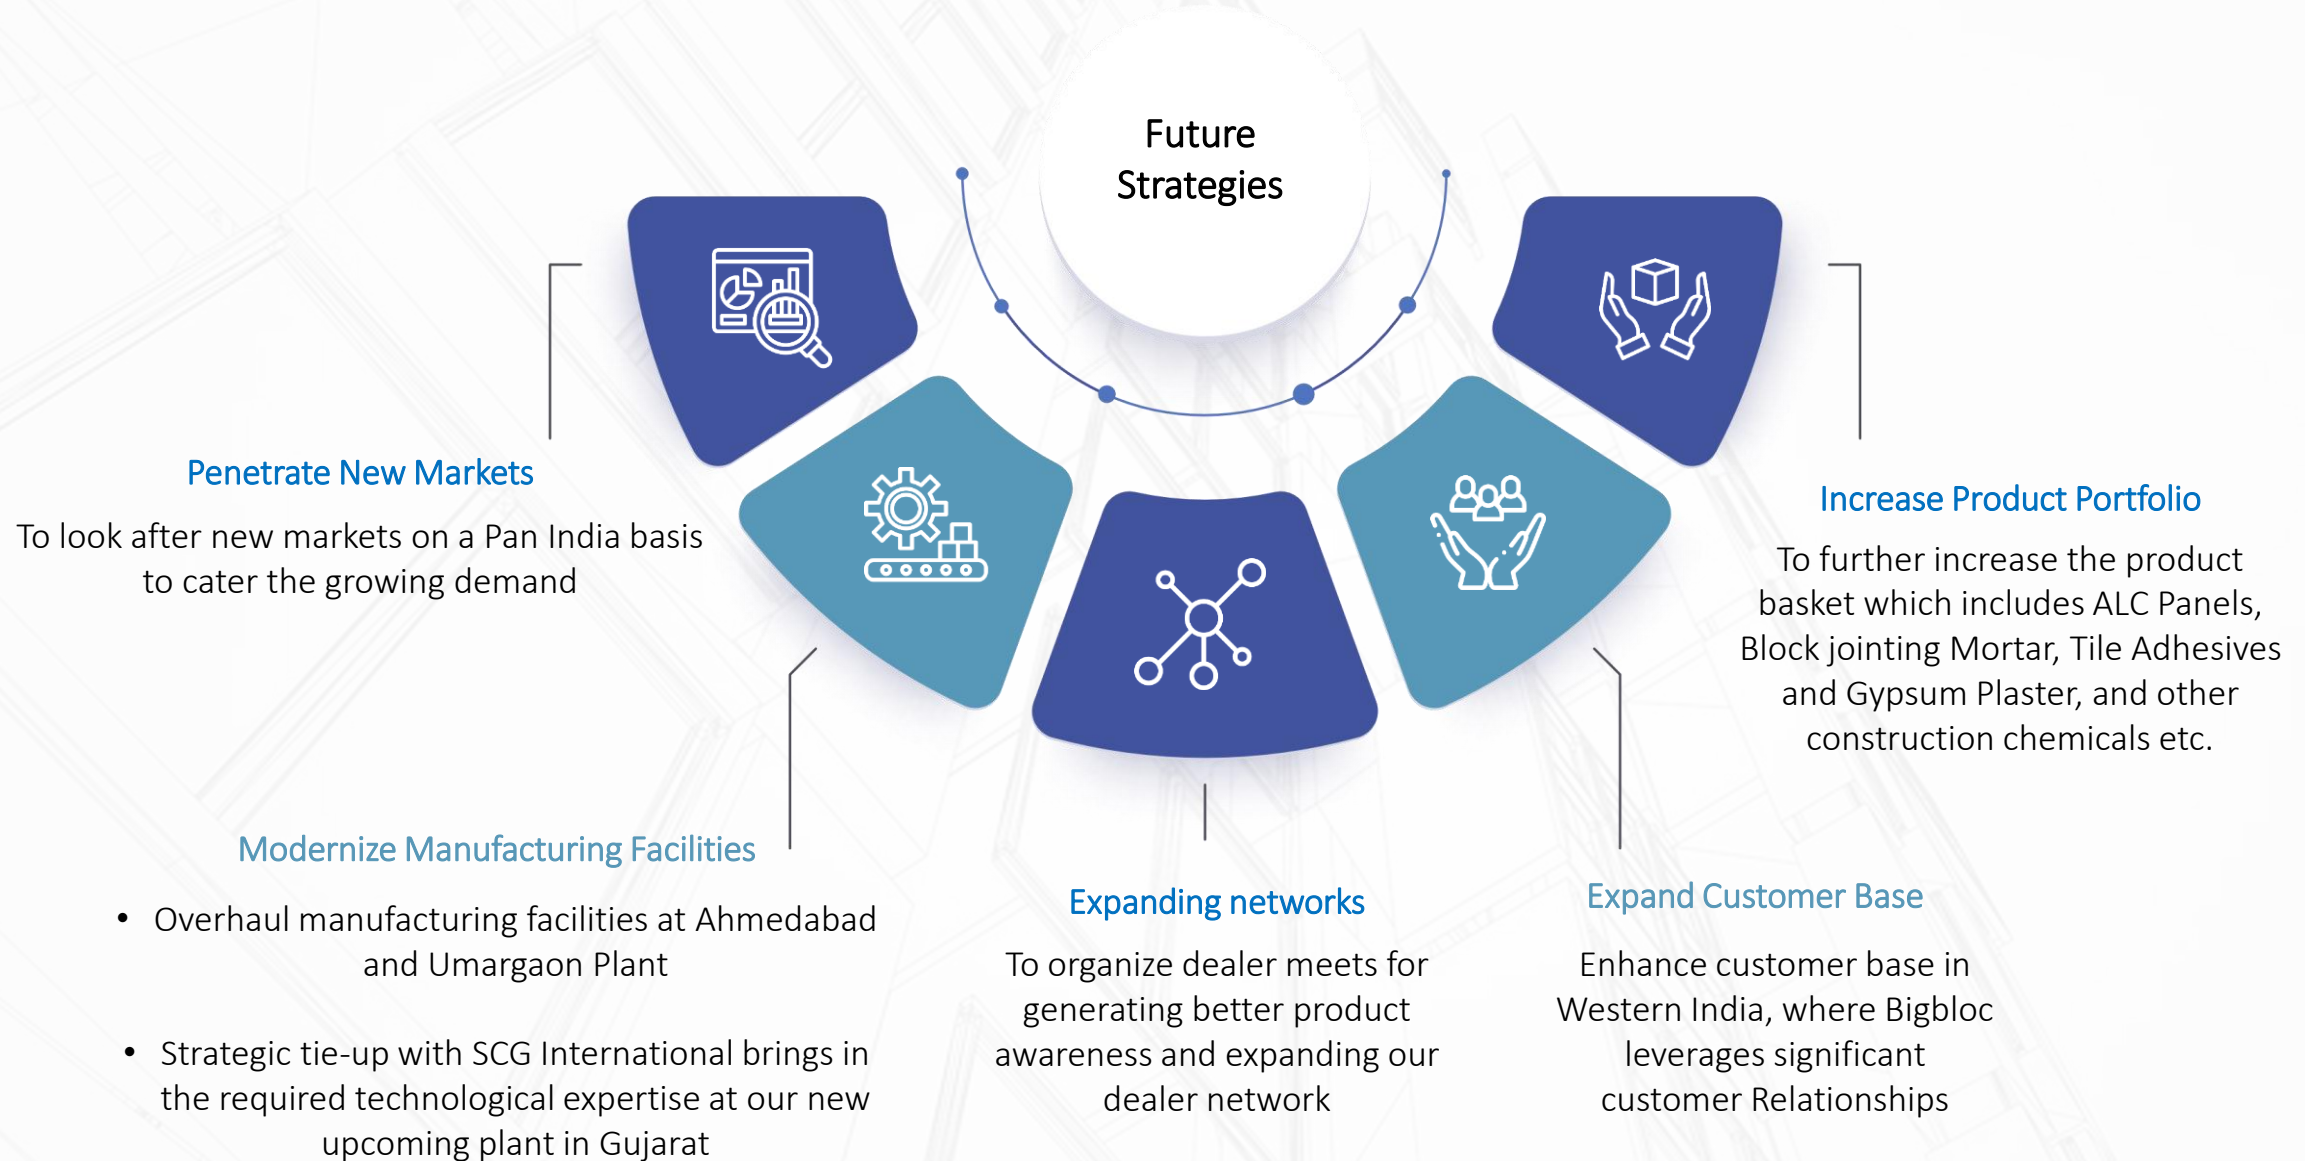 Future
Strategies
Penetrate New Markets
To look after new markets on a Pan India basis
to cater the growing demand
Modernize Manufacturing Facilities
• Overhaul manufacturing facilities at Ahmedabad
and Umargaon Plant
• Strategic tie-up with SCG International brings in
the required technological expertise at our new
upcoming plant in Gujarat
Expanding networks
To organize dealer meets for
generating better product
awareness and expanding our
dealer network
Expand Customer Base
Enhance customer base in
Western India, where Bigbloc
leverages significant
customer Relationships
Increase Product Portfolio
To further increase the product
basket which includes ALC Panels,
Block jointing Mortar, Tile Adhesives
and Gypsum Plaster, and other
construction chemicals etc.